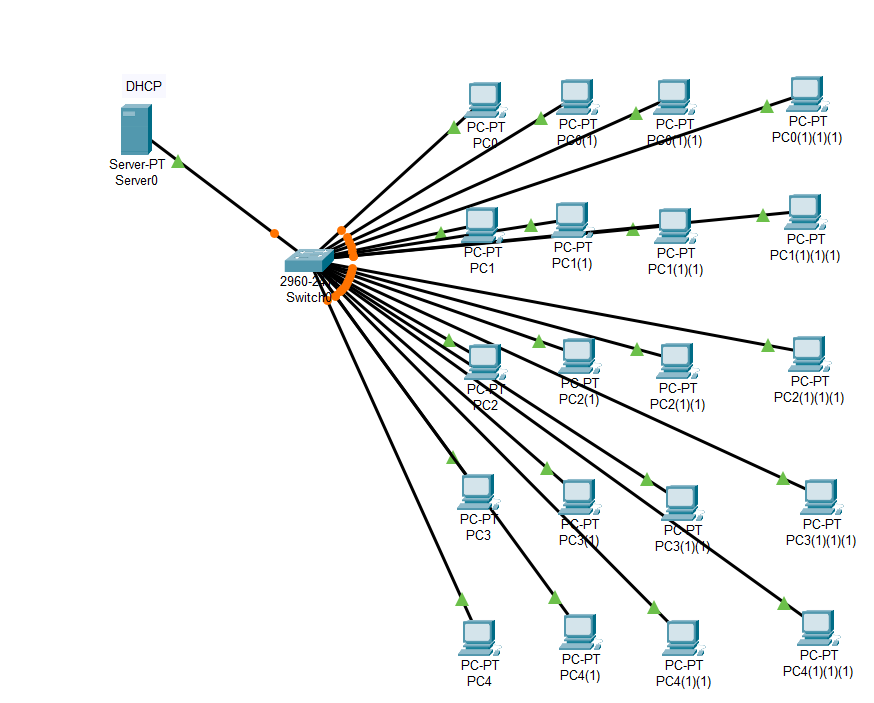 DHCP
Server-PT
Server0
2960-24
Switch0
PC-PT
PC0
PC-PT
PC0(1)
PC-PT
PC0(1)(1)
PC-PT
PC0(1)(1)(1)
PC-PT
PC1
PC-PT
PC1(1)
PC-PT
PC1(1)(1)
PC-PT
PC1(1)(1)(1)
PC-PT
PC2
PC-PT
PC2(1)
PC-PT
PC2(1)(1)
PC-PT
PC2(1)(1)(1)
PC-PT
PC3
PC-PT
PC3(1)
PC-PT
PC3(1)(1)
PC-PT
PC3(1)(1)(1)
PC-PT
PC4
PC-PT
PC4(1)
PC-PT
PC4(1)(1)
PC-PT
PC4(1)(1)(1)